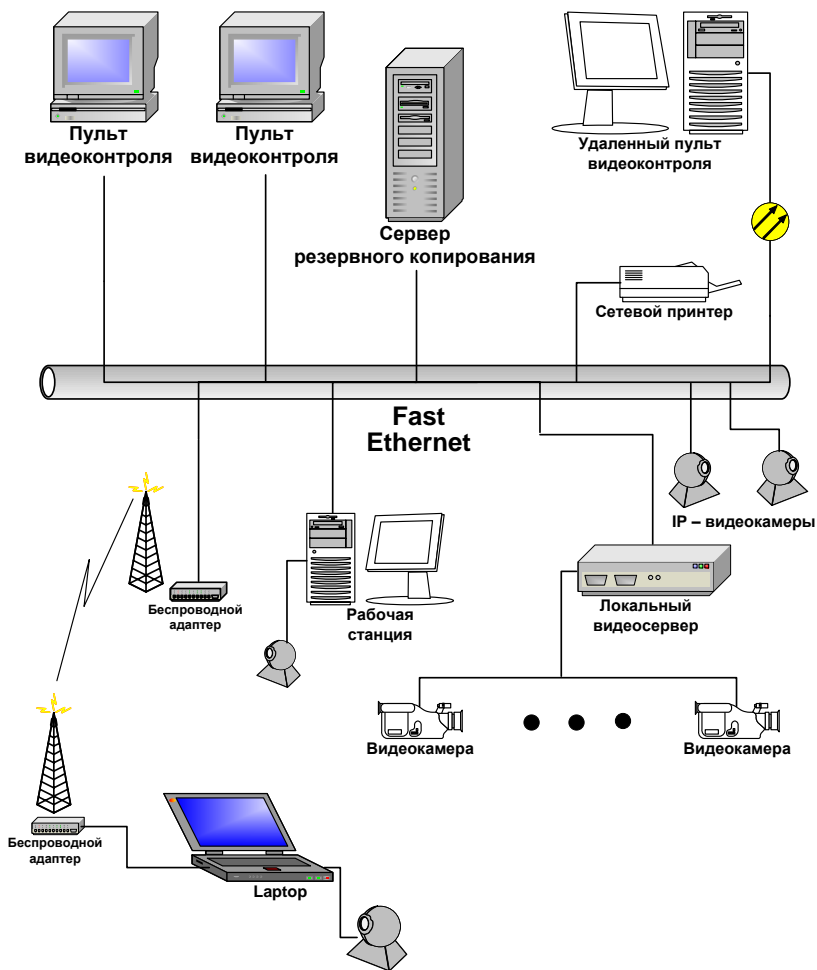 Пульт
видеоконтроля
Пульт
видеоконтроля
Удаленный пульт
видеоконтроля
Сервер
резервного копирования
Сетевой принтер
Fast
Ethernet
IP – видеокамеры
Беспроводной
адаптер
Рабочая
станция
Локальный
видеосервер
Видеокамера
Видеокамера
Беспроводной
адаптер
Laptop